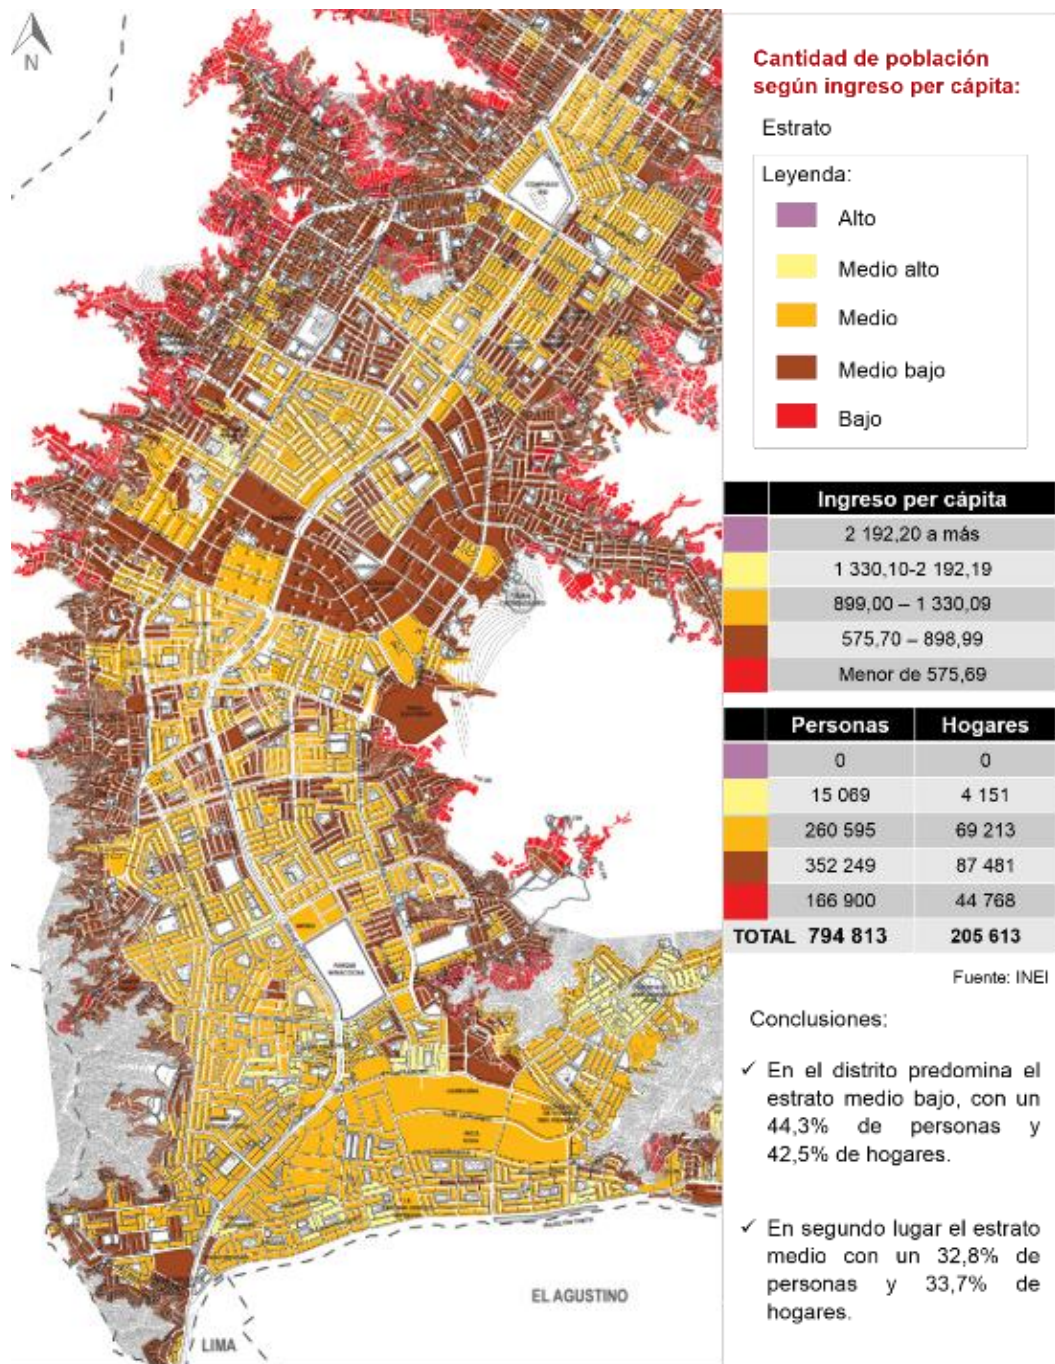 N
Cantidad de población
según ingreso per cápita:
Estrato
Leyenda:
Alto
Medio alto
Medio
Medio bajo
Bajo
Ingreso per cápita
2 192,20 a más
1 330,10-2 192,19
899,00 – 1 330,09
575,70 – 898,99
Menor de 575,69
Personas Hogares
0 0
15 069 4 151
260 595 69 213
352 249 87 481
166 900 44 768
TOTAL 794 813 205 613
Fuente: INEI
Conclusiones:
✓ En el distrito predomina el
estrato medio bajo, con un
44,3% de personas y
42,5% de hogares.
✓ En segundo lugar el estrato
medio con un 32,8% de
personas y 33,7% de
hogares.
PARQUE
EL AGUSTINO
LIMA